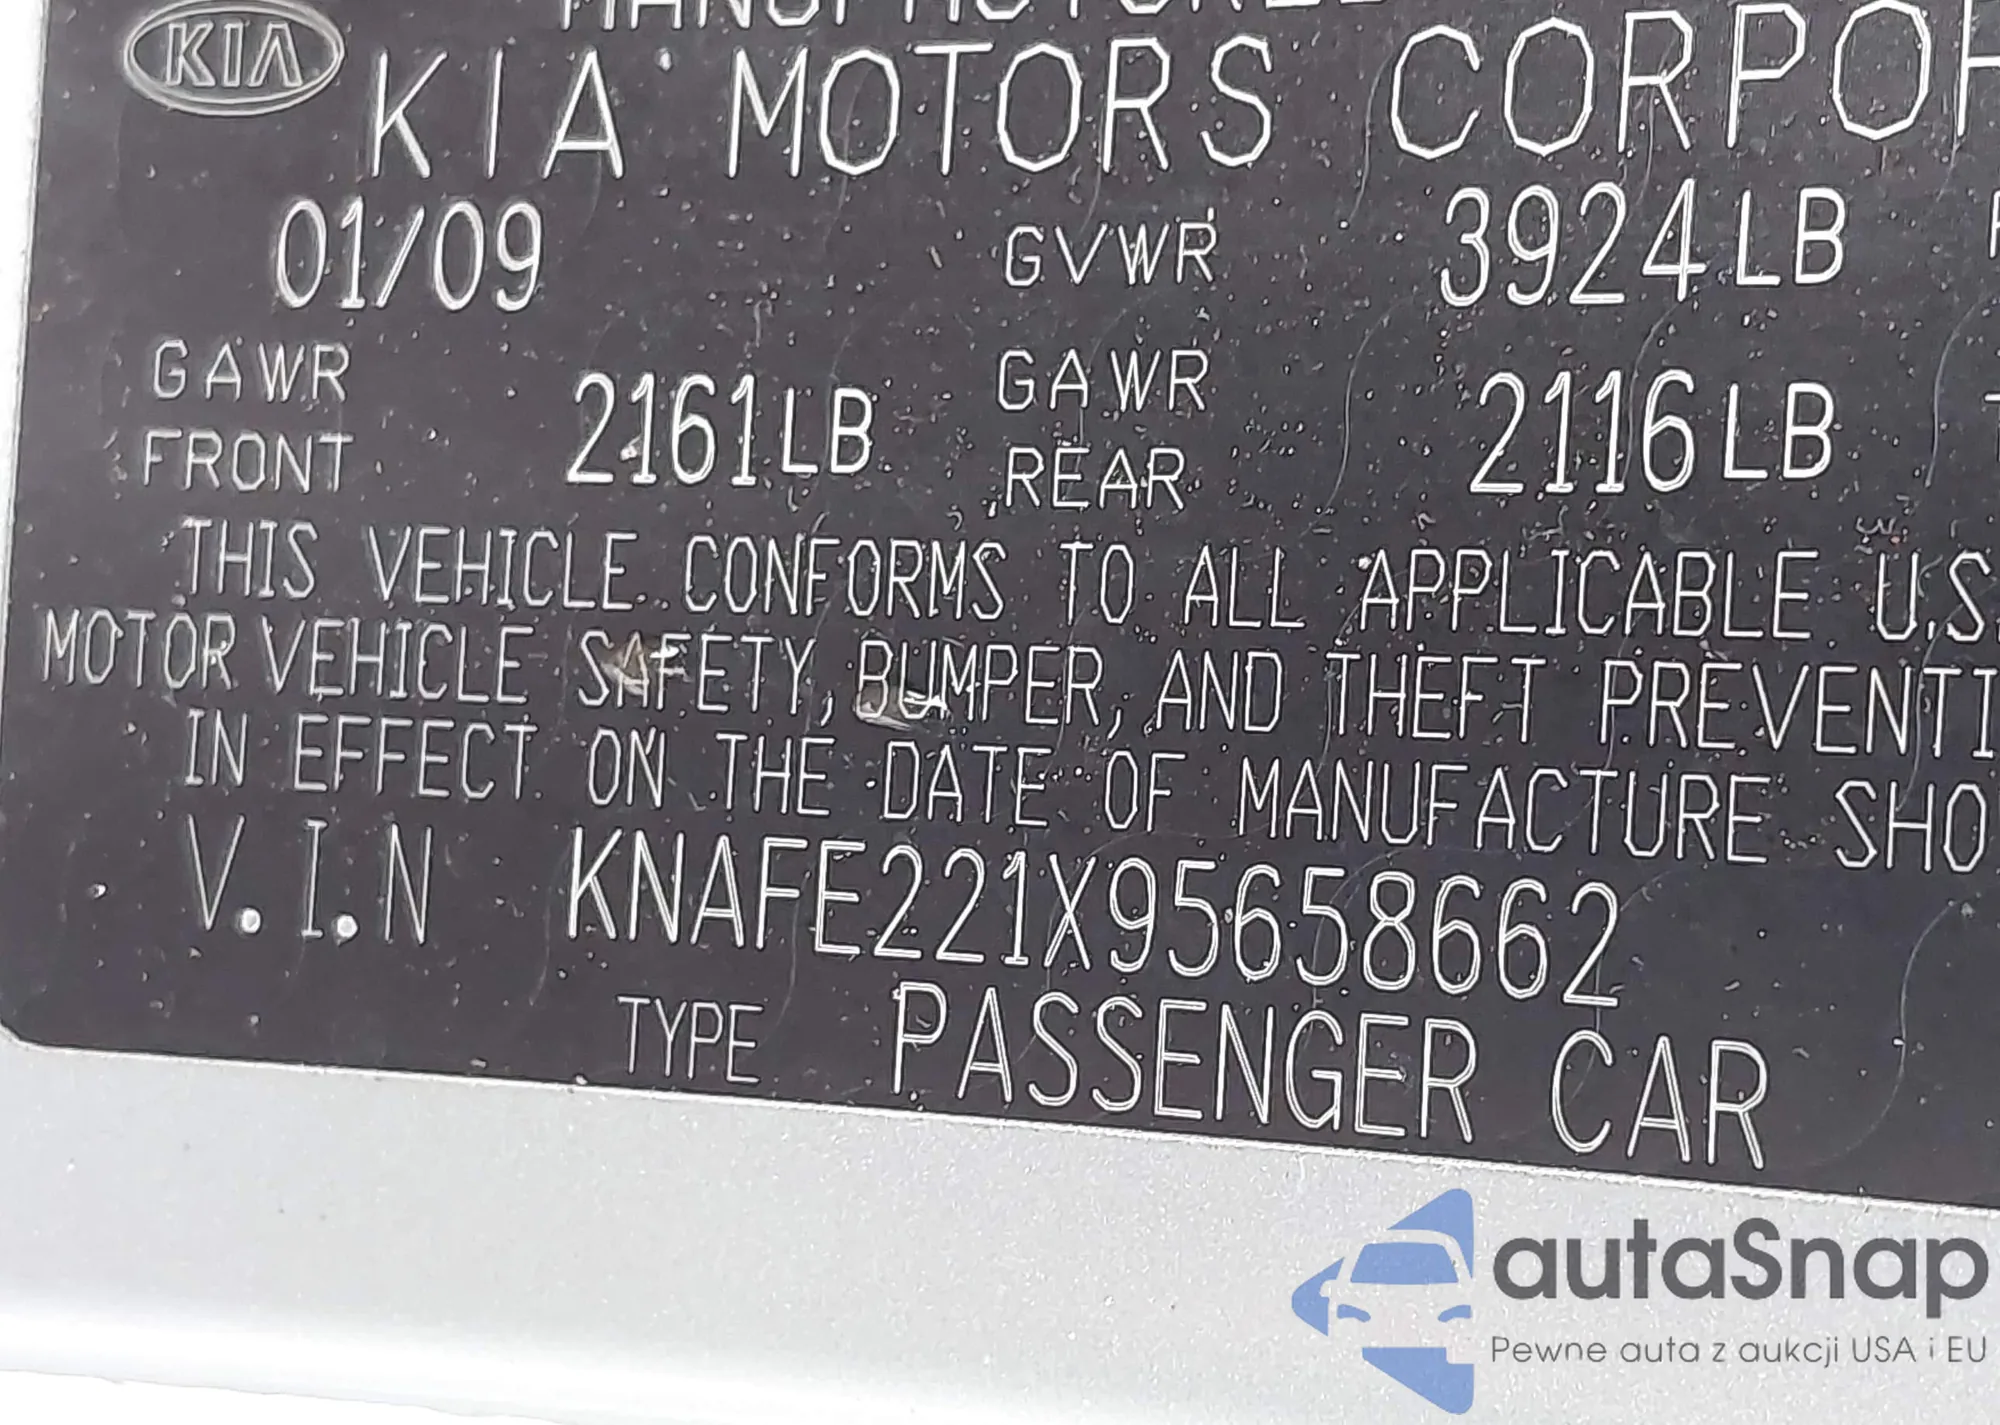 KIA
KIA MOTORS CORPOR
01/09 GVWR 3924LB
GAWR FRONT 2161LB GAWR REAR 2116LB
THIS VEHICLE CONFORMS TO ALL APPLICABLE U.S.
MOTOR VEHICLE SAFETY, BUMPER, AND THEFT PREVENTI
IN EFFECT ON THE DATE OF MANUFACTURE SHO
V.I.N KNAFE221X95658662
TYPE PASSENGER CAR
autaSnap
Pewne auta z aukcji USA i EU